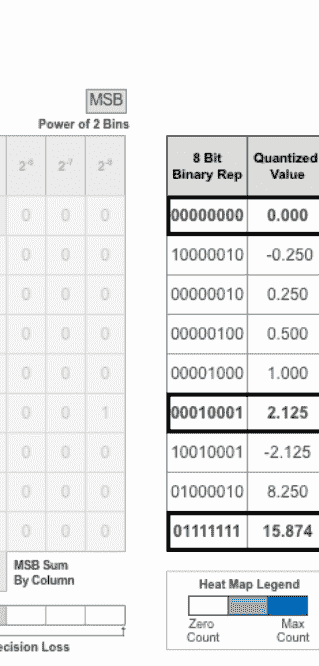 MSB
Power of 2 Bins
2⁻⁶ 2⁻⁷ 2⁻⁸
0 0 0
0 0 0
0 0 0
0 0 0
0 0 0
0 0 1
0 0 0
0 0 0
0 0 0
MSB Sum
By Column
ecision Loss
8 Bit Quantized
Binary Rep Value
00000000 0.000
10000010 -0.250
00000010 0.250
00000100 0.500
00001000 1.000
00010001 2.125
10010001 -2.125
01000010 8.250
01111111 15.874
Heat Map Legend
Zero Max
Count Count